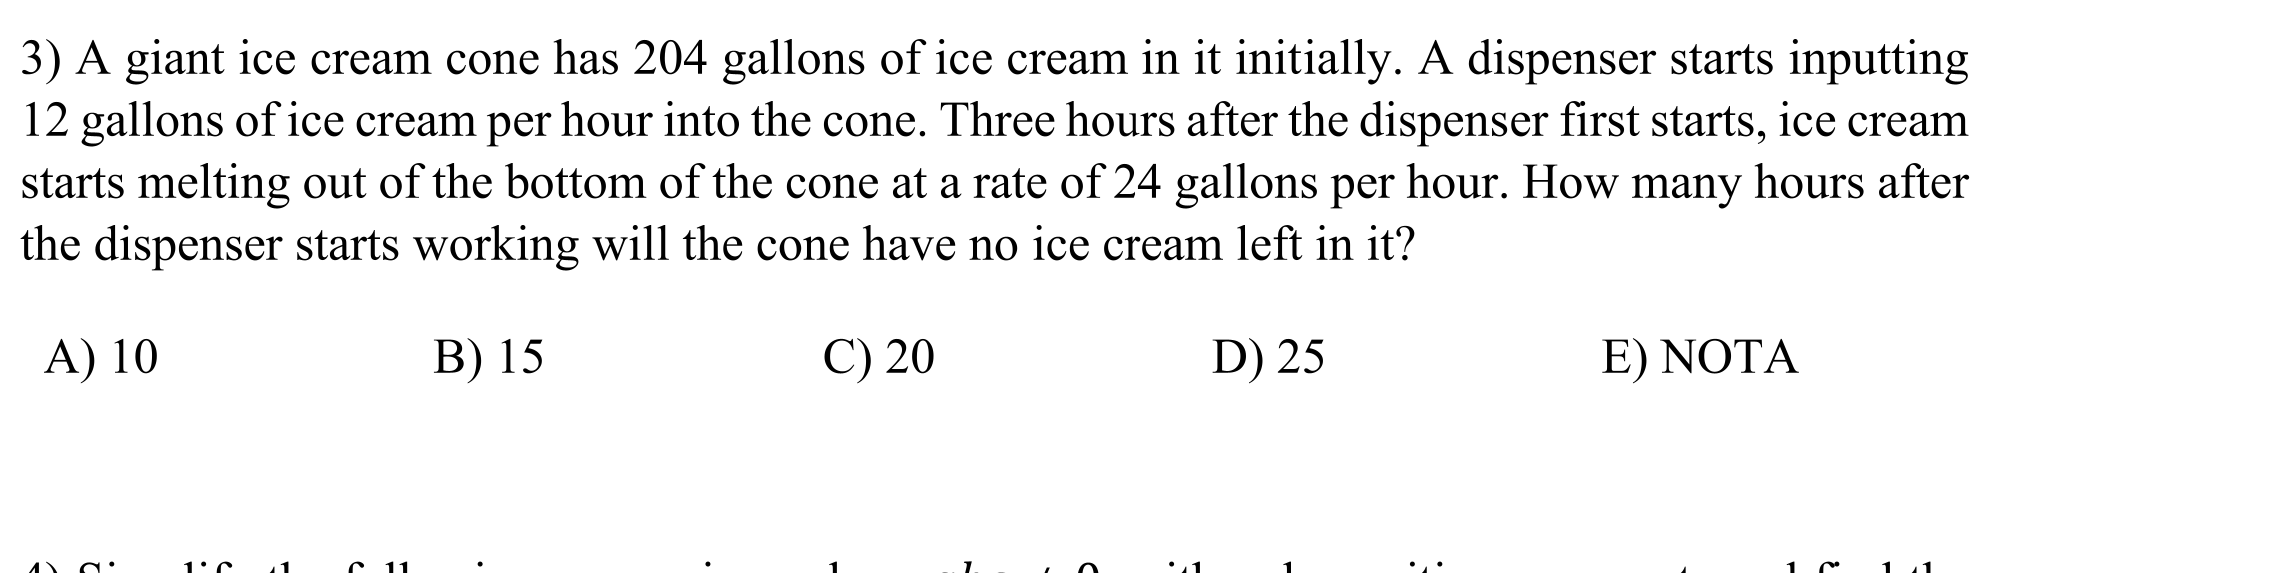 3) A giant ice cream cone has 204 gallons of ice cream in it initially. A dispenser starts inputting
12 gallons of ice cream per hour into the cone. Three hours after the dispenser first starts, ice cream
starts melting out of the bottom of the cone at a rate of 24 gallons per hour. How many hours after
the dispenser starts working will the cone have no ice cream left in it?
A) 10 B) 15 C) 20 D) 25 E) NOTA